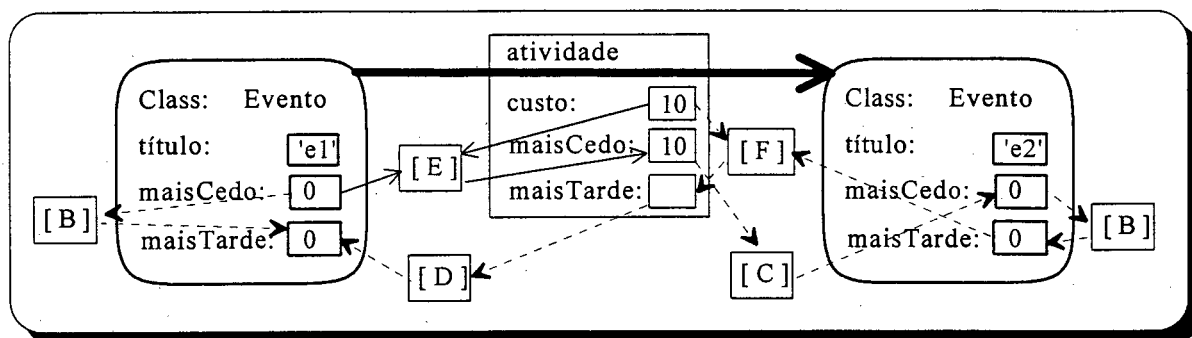 atividade
Class: Evento
título: 'e1'
maisCedo: 0
maisTarde: 0
[ B ]
[ E ]
[ D ]
custo: 10
maisCedo: 10
maisTarde:
[ F ]
[ C ]
Class: Evento
título: 'e2'
maisCedo: 0
maisTarde: 0
[ B ]